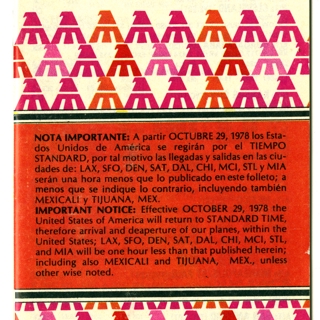 NOTA IMPORTANTE: A partir OCTUBRE 29, 1978 los Esta-
dos Unidos de América se regirán por el TIEMPO
STANDARD, por tal motivo las llegadas y salidas en las ciu-
dades de: LAX, SFO, DEN, SAT, DAL, CHI, MCI, STL y MIA
serán una hora menos que lo publicado en este folleto; a
menos que se indique lo contrario, incluyendo también
MEXICALI y TIJUANA, MEX.
IMPORTANT NOTICE: Effective OCTOBER 29, 1978 the
United States of America will return to STANDARD TIME,
therefore arrival and deaperture of our planes, within the
United States; LAX, SFO, DEN, SAT, DAL, CHI, MCI, STL,
and MIA will be one hour less than that published herein;
including also MEXICALI and TIJUANA, MEX., unless
other wise noted.